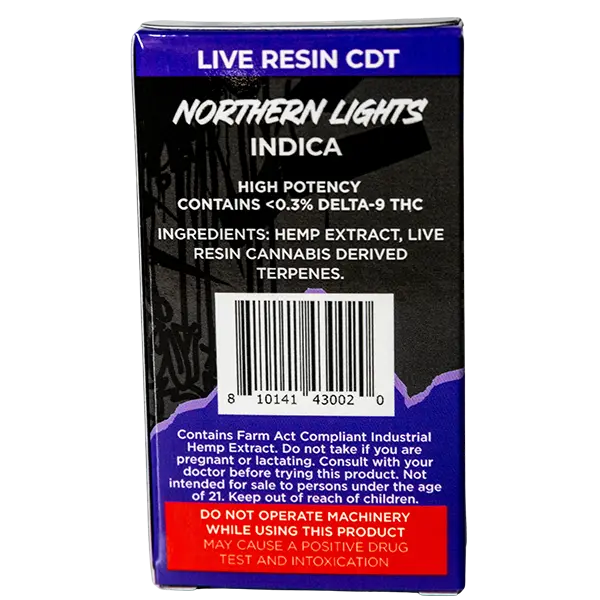 LIVE RESIN CDT
NORTHERN LIGHTS
INDICA
HIGH POTENCY
CONTAINS <0.3% DELTA-9 THC
INGREDIENTS: HEMP EXTRACT, LIVE
RESIN CANNABIS DERIVED
TERPENES.
8 10141 43002 0
Contains Farm Act Compliant Industrial
Hemp Extract. Do not take if you are
pregnant or lactating. Consult with your
doctor before trying this product. Not
intended for sale to persons under the age
of 21. Keep out of reach of children.
DO NOT OPERATE MACHINERY
WHILE USING THIS PRODUCT
MAY CAUSE A POSITIVE DRUG
TEST AND INTOXICATION